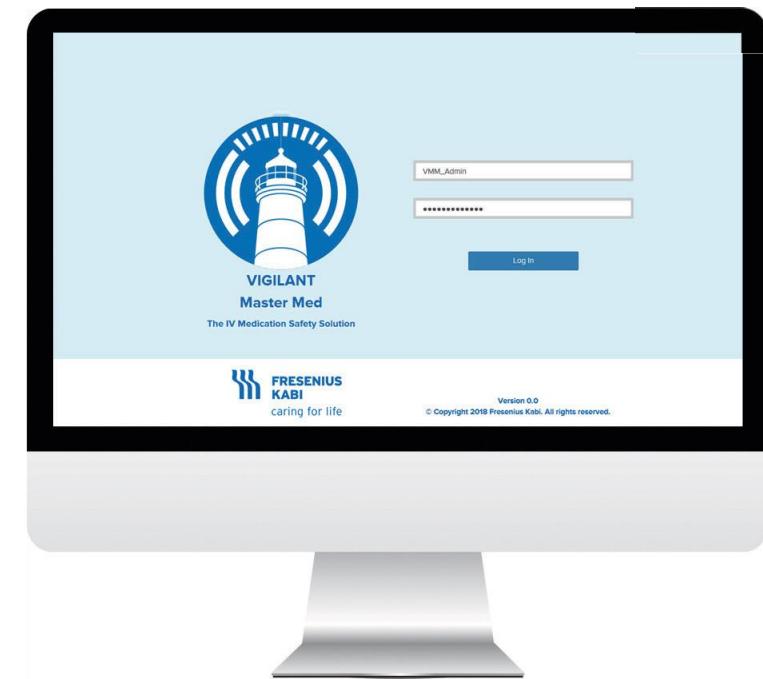 VMM_Admin
•••••••••••••
Log In
VIGILANT
Master Med
The IV Medication Safety Solution
FRESENIUS
KABI
caring for life
Version 0.0
© Copyright 2018 Fresenius Kabi. All rights reserved.